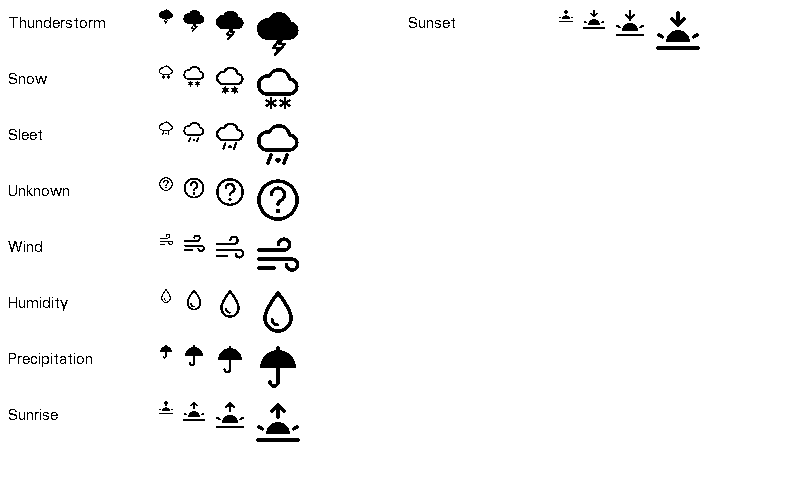 Thunderstorm
Snow
Sleet
Unknown
Wind
Humidity
Precipitation
Sunrise
Sunset